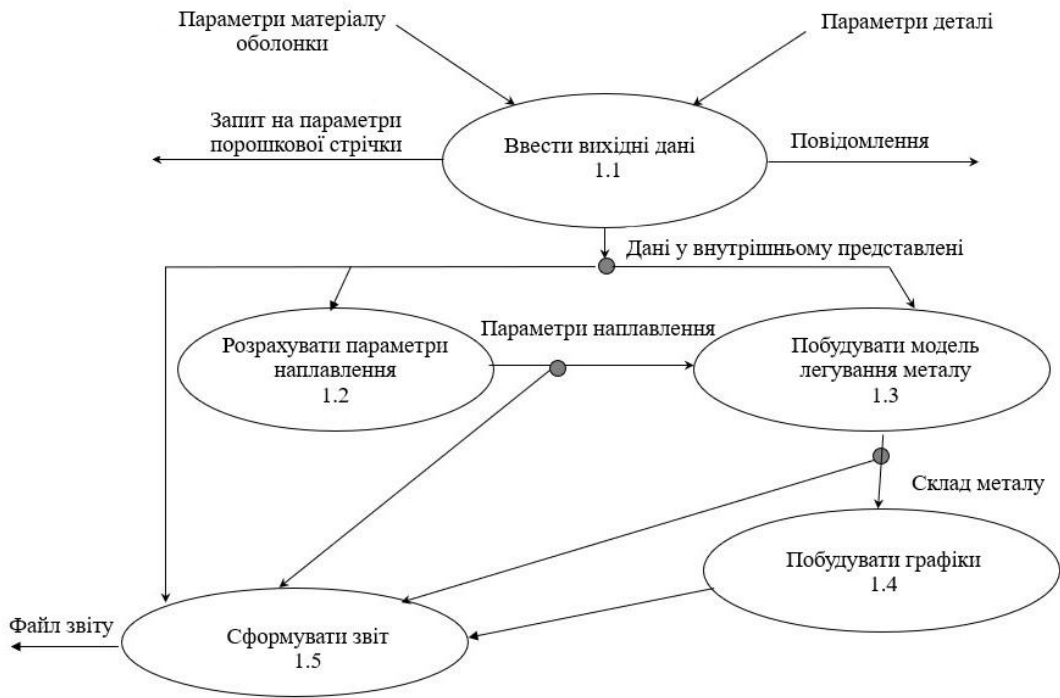 Параметри матеріалу
оболонки
Параметри деталі
Запит на параметри
порошкової стрічки
Ввести вихідні дані
1.1
Повідомлення
Дані у внутрішньому представлені
Розрахувати параметри
наплавлення
1.2
Параметри наплавлення
Побудувати модель
легування металу
1.3
Склад металу
Побудувати графіки
1.4
Файл звіту
Сформувати звіт
1.5